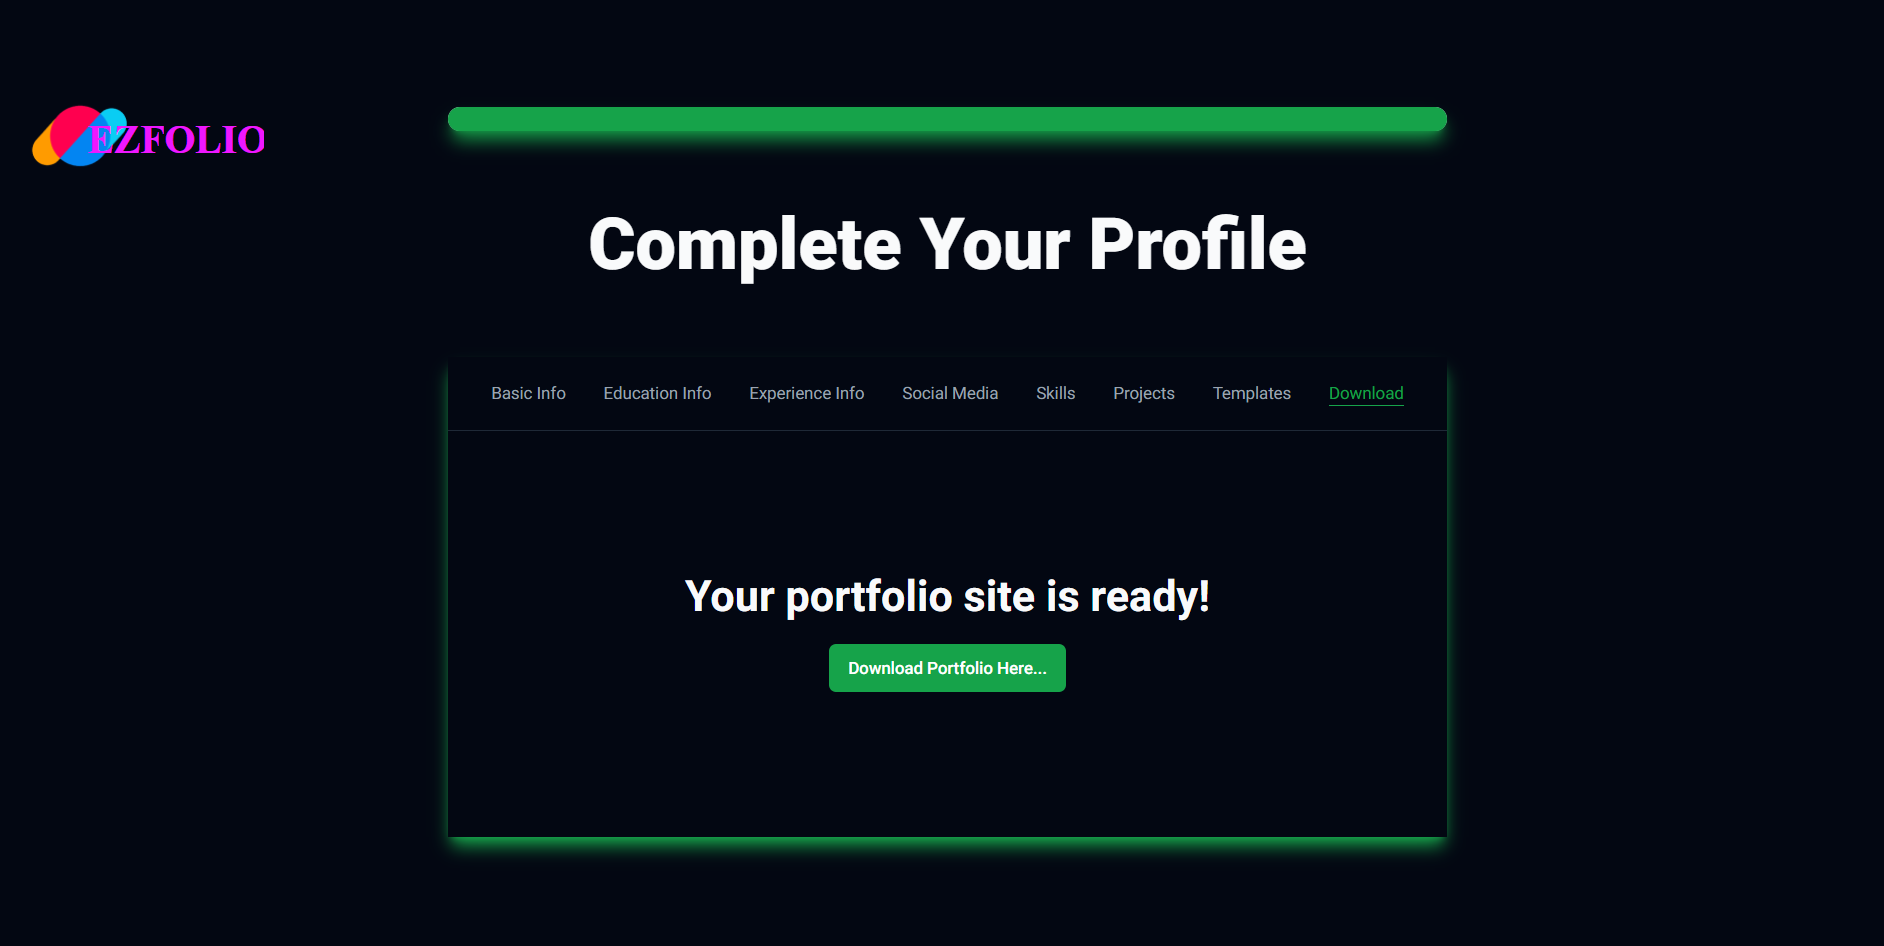 EZFOLIO
Complete Your Profile
Basic Info Education Info Experience Info Social Media Skills Projects Templates Download
Your portfolio site is ready!
Download Portfolio Here...